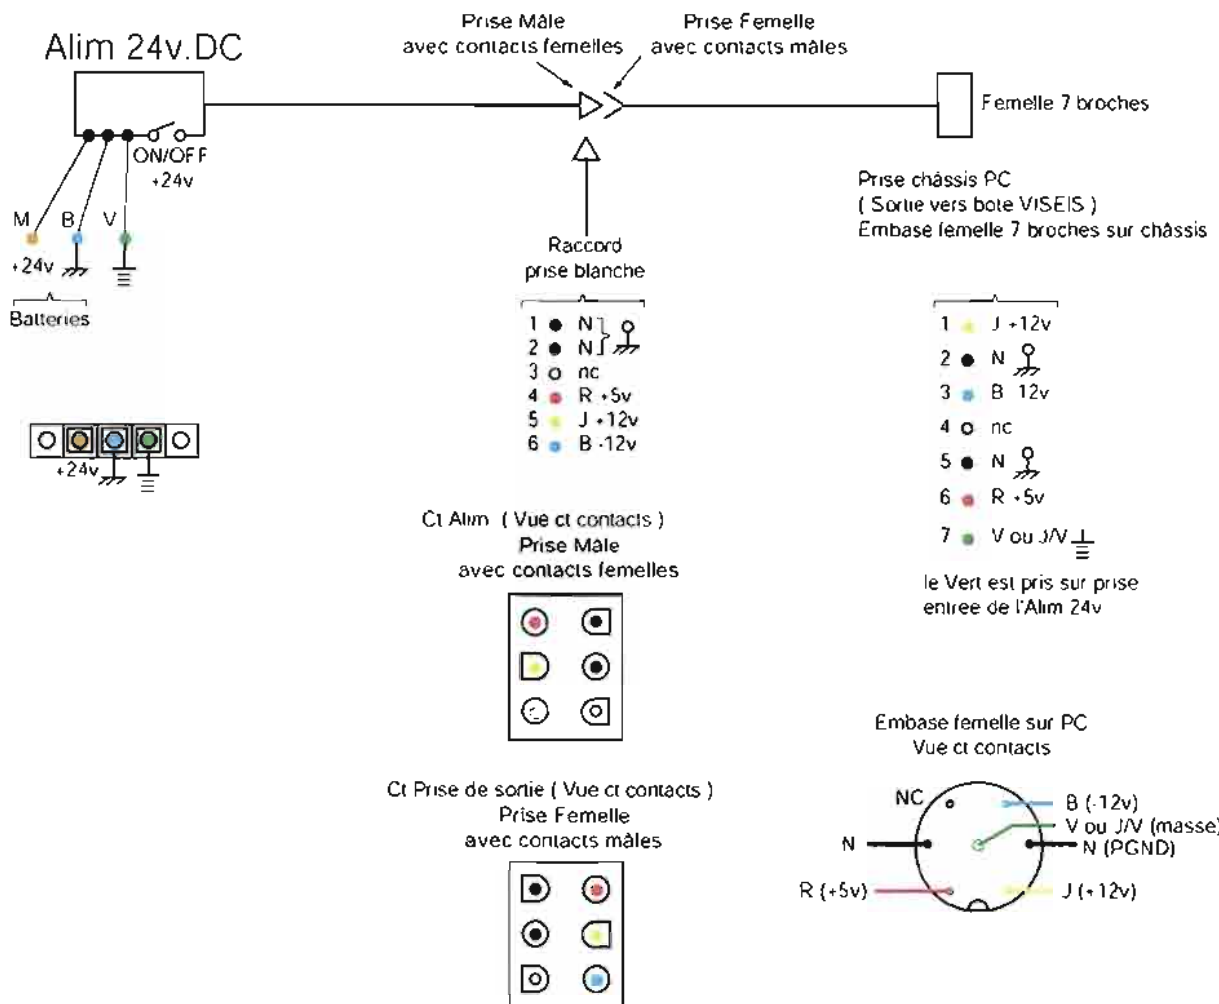 Alim 24v.DC
Prise Mâle
avec contacts femelles
Prise Femelle
avec contacts mâles
Femelle 7 broches
ON/OFF
+24v
M
B
V
+24v
Batteries
+24v
Prise châssis PC
( Sortie vers bote VISEIS )
Embase femelle 7 broches sur châssis
Raccord
prise blanche
1 N
2 N
3 nc
4 R +5v
5 J +12v
6 B -12v
1 J +12v
2 N
3 B 12v
4 nc
5 N
6 R +5v
7 V ou J/V
le Vert est pris sur prise
entree de l'Alim 24v
Ct Alim ( Vue ct contacts )
Prise Mâle
avec contacts femelles
Ct Prise de sortie ( Vue ct contacts )
Prise Femelle
avec contacts mâles
Embase femelle sur PC
Vue ct contacts
NC
B (-12v)
V ou J/V (masse)
N
N (PGND)
R (+5v)
J (+12v)